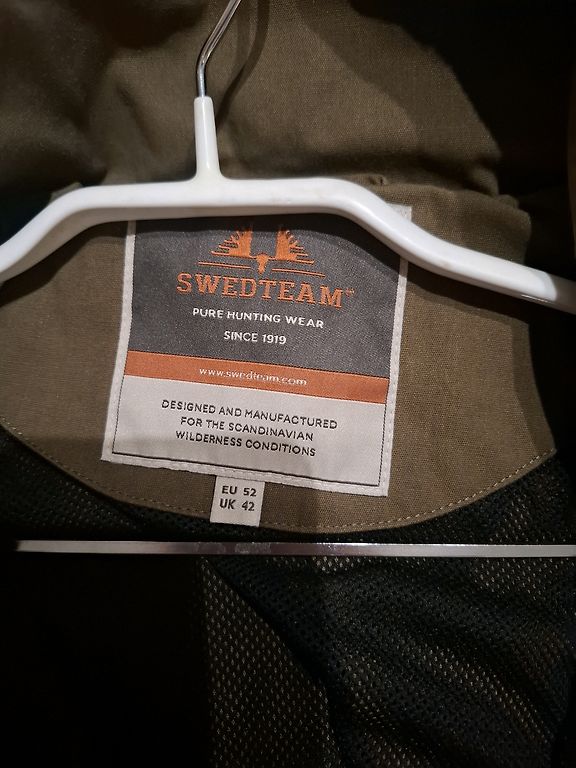 SWEDTEAM™
PURE HUNTING WEAR
SINCE 1919
www.swedteam.com
DESIGNED AND MANUFACTURED
FOR THE SCANDINAVIAN
WILDERNESS CONDITIONS
EU 52
UK 42